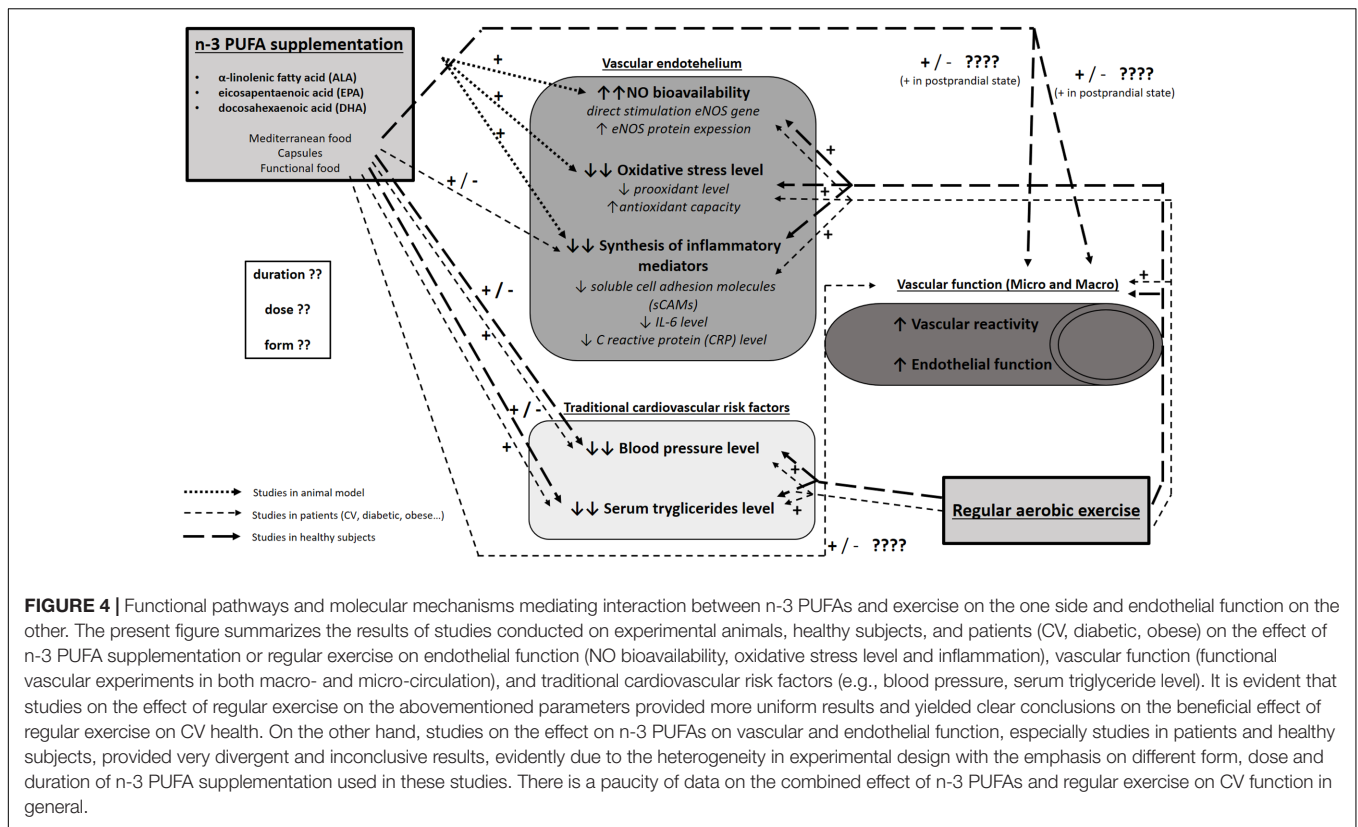 n-3 PUFA supplementation
• α-linolenic fatty acid (ALA)
• eicosapentaenoic acid (EPA)
• docosahexaenoic acid (DHA)
Mediterranean food
Capsules
Functional food
duration ??
dose ??
form ??
+
+
+
+ / -
+ / -
+
+ / -
+
Vascular endotehelium
↑↑NO bioavailability
direct stimulation eNOS gene
↑ eNOS protein expession
↓↓ Oxidative stress level
↓ prooxidant level
↑antioxidant capacity
↓↓ Synthesis of inflammatory
mediators
↓ soluble cell adhesion molecules
(sCAMs)
↓ IL-6 level
↓ C reactive protein (CRP) level
+
+
+
+
+ / - ????
(+ in postprandial state)
+ / - ????
(+ in postprandial state)
Vascular function (Micro and Macro)
+
↑ Vascular reactivity
↑ Endothelial function
Traditional cardiovascular risk factors
↓↓ Blood pressure level
↓↓ Serum tryglicerides level
+
+
+ / - ????
Regular aerobic exercise
Studies in animal model
Studies in patients (CV, diabetic, obese...)
Studies in healthy subjects
FIGURE 4 | Functional pathways and molecular mechanisms mediating interaction between n-3 PUFAs and exercise on the one side and endothelial function on the
other. The present figure summarizes the results of studies conducted on experimental animals, healthy subjects, and patients (CV, diabetic, obese) on the effect of
n-3 PUFA supplementation or regular exercise on endothelial function (NO bioavailability, oxidative stress level and inflammation), vascular function (functional
vascular experiments in both macro- and micro-circulation), and traditional cardiovascular risk factors (e.g., blood pressure, serum triglyceride level). It is evident that
studies on the effect of regular exercise on the abovementioned parameters provided more uniform results and yielded clear conclusions on the beneficial effect of
regular exercise on CV health. On the other hand, studies on the effect on n-3 PUFAs on vascular and endothelial function, especially studies in patients and healthy
subjects, provided very divergent and inconclusive results, evidently due to the heterogeneity in experimental design with the emphasis on different form, dose and
duration of n-3 PUFA supplementation used in these studies. There is a paucity of data on the combined effect of n-3 PUFAs and regular exercise on CV function in
general.